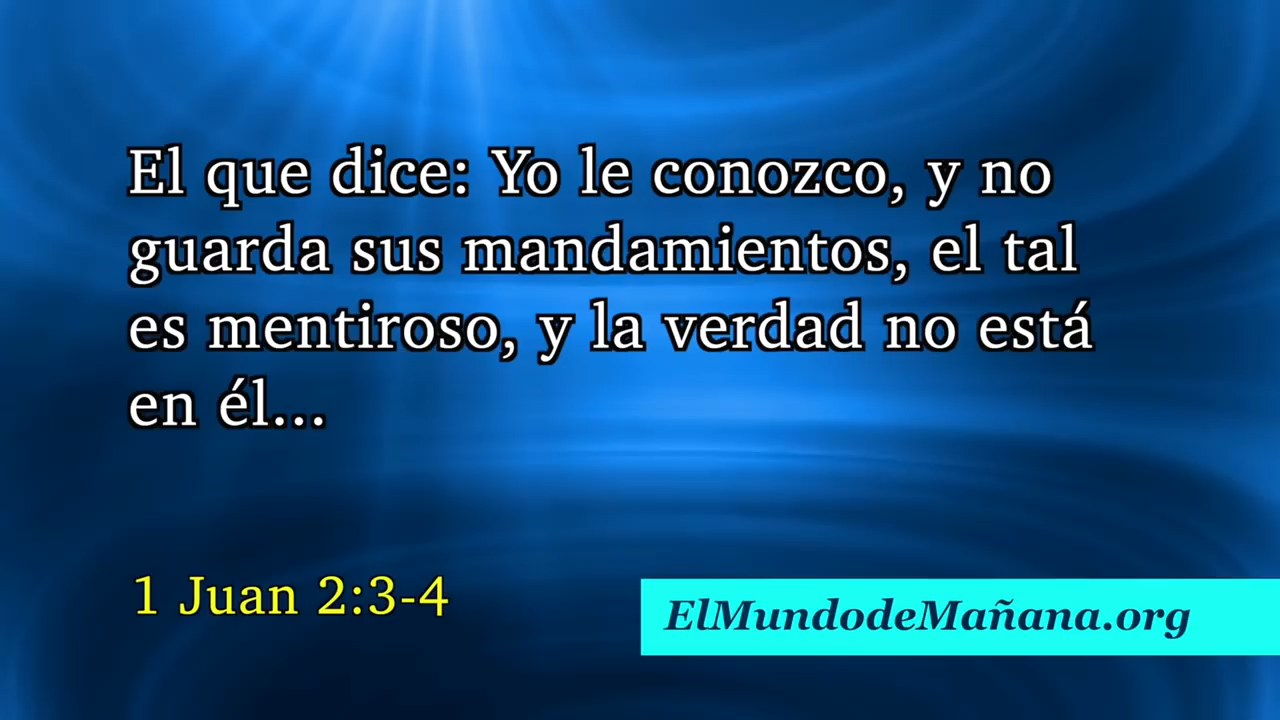 El que dice: Yo le conozco, y no
guarda sus mandamientos, el tal
es mentiroso, y la verdad no está
en él...
1 Juan 2:3-4
ElMundodeMañana.org